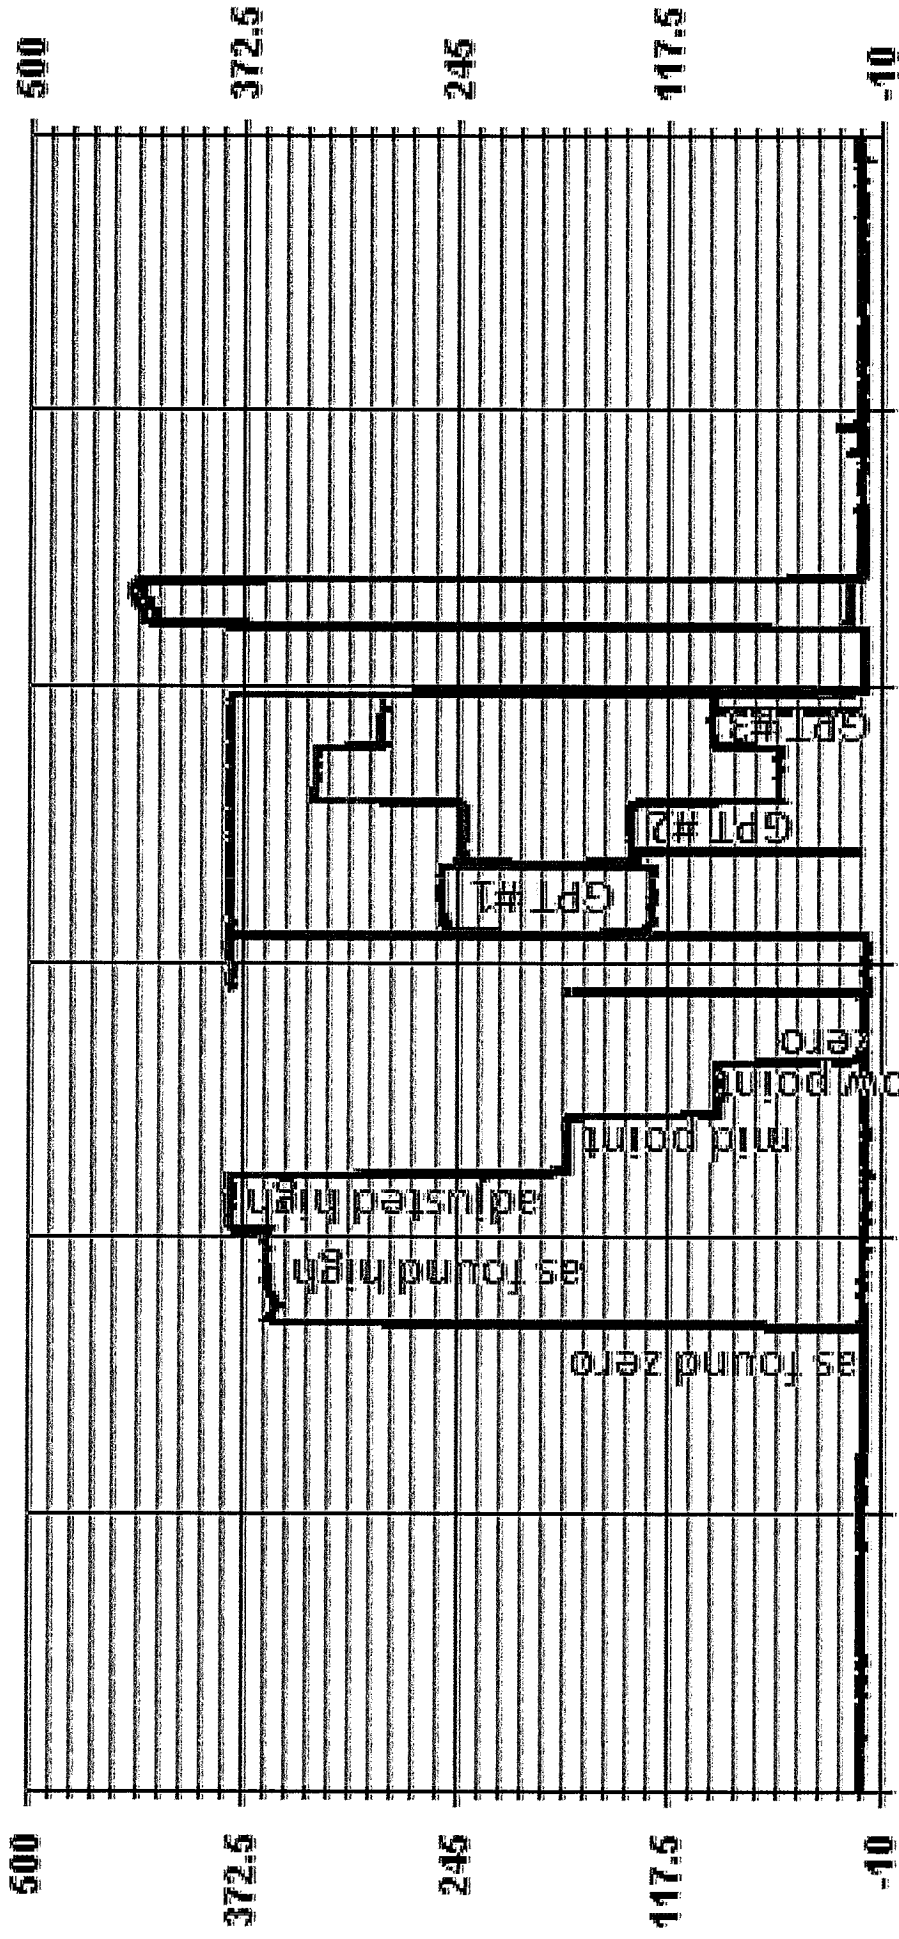 500
372.5
245
117.5
-10
as found zero
as found high
adjusted high
mid point
ow point
zero
GPT #1
GPT #2
GPT #3
500
372.5
245
117.5
-10